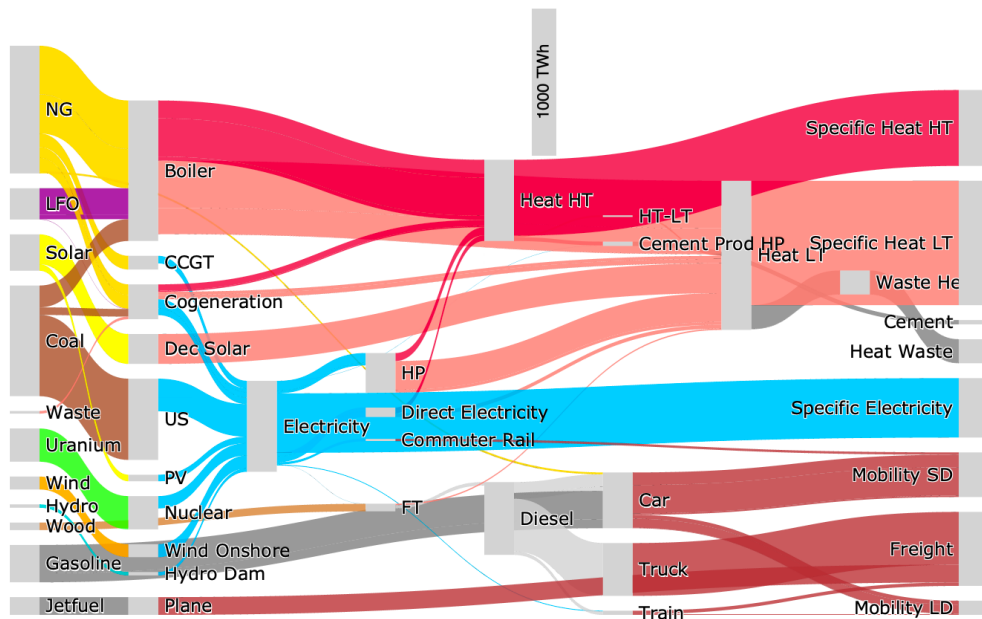 1000 TWh
NG
LFO
Solar
Coal
Waste
Uranium
Wind
Hydro
Wood
Gasoline
Jetfuel
Boiler
CCGT
Cogeneration
Dec Solar
US
PV
Nuclear
Wind Onshore
Hydro Dam
Plane
Electricity
HP
Direct Electricity
Commuter Rail
FT
Heat HT
Diesel
HT-LT
Cement Prod HP
Car
Truck
Train
Heat LT
Waste He
Specific Heat HT
Specific Heat LT
Cement
Heat Waste
Specific Electricity
Mobility SD
Freight
Mobility LD